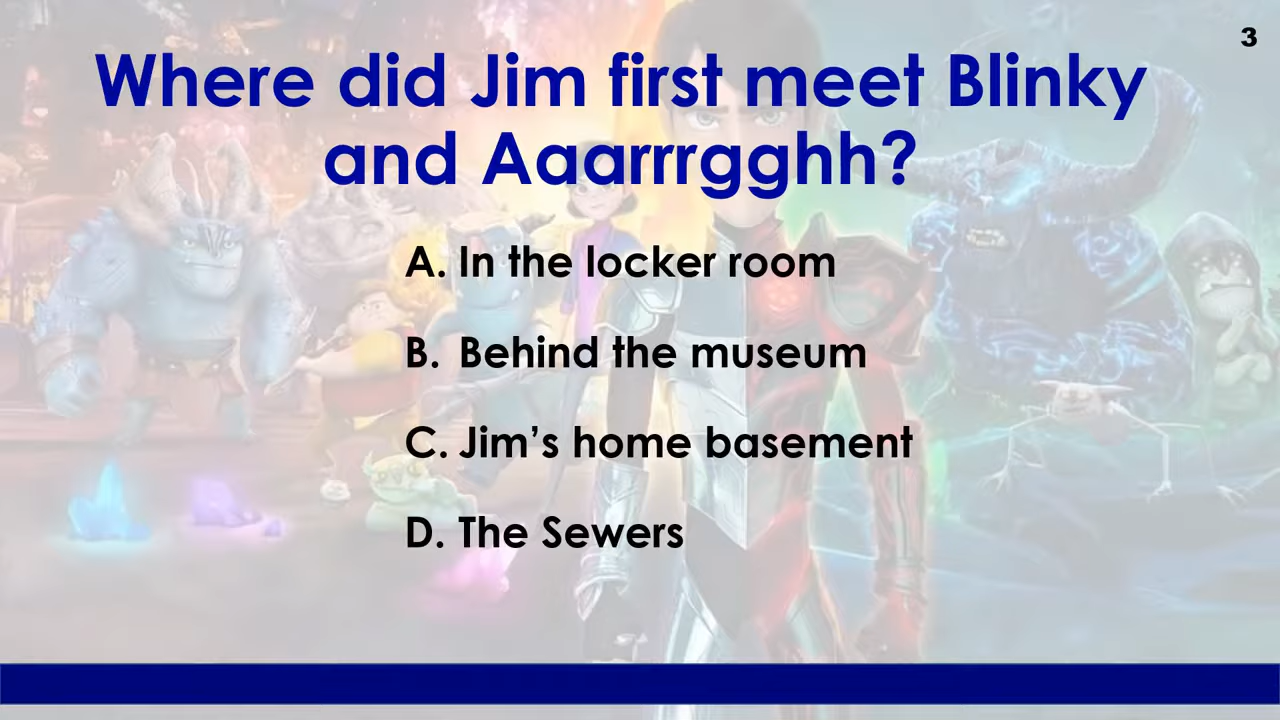 3
Where did Jim first meet Blinky
and Aaarrrgghh?
A. In the locker room
B. Behind the museum
C. Jim’s home basement
D. The Sewers